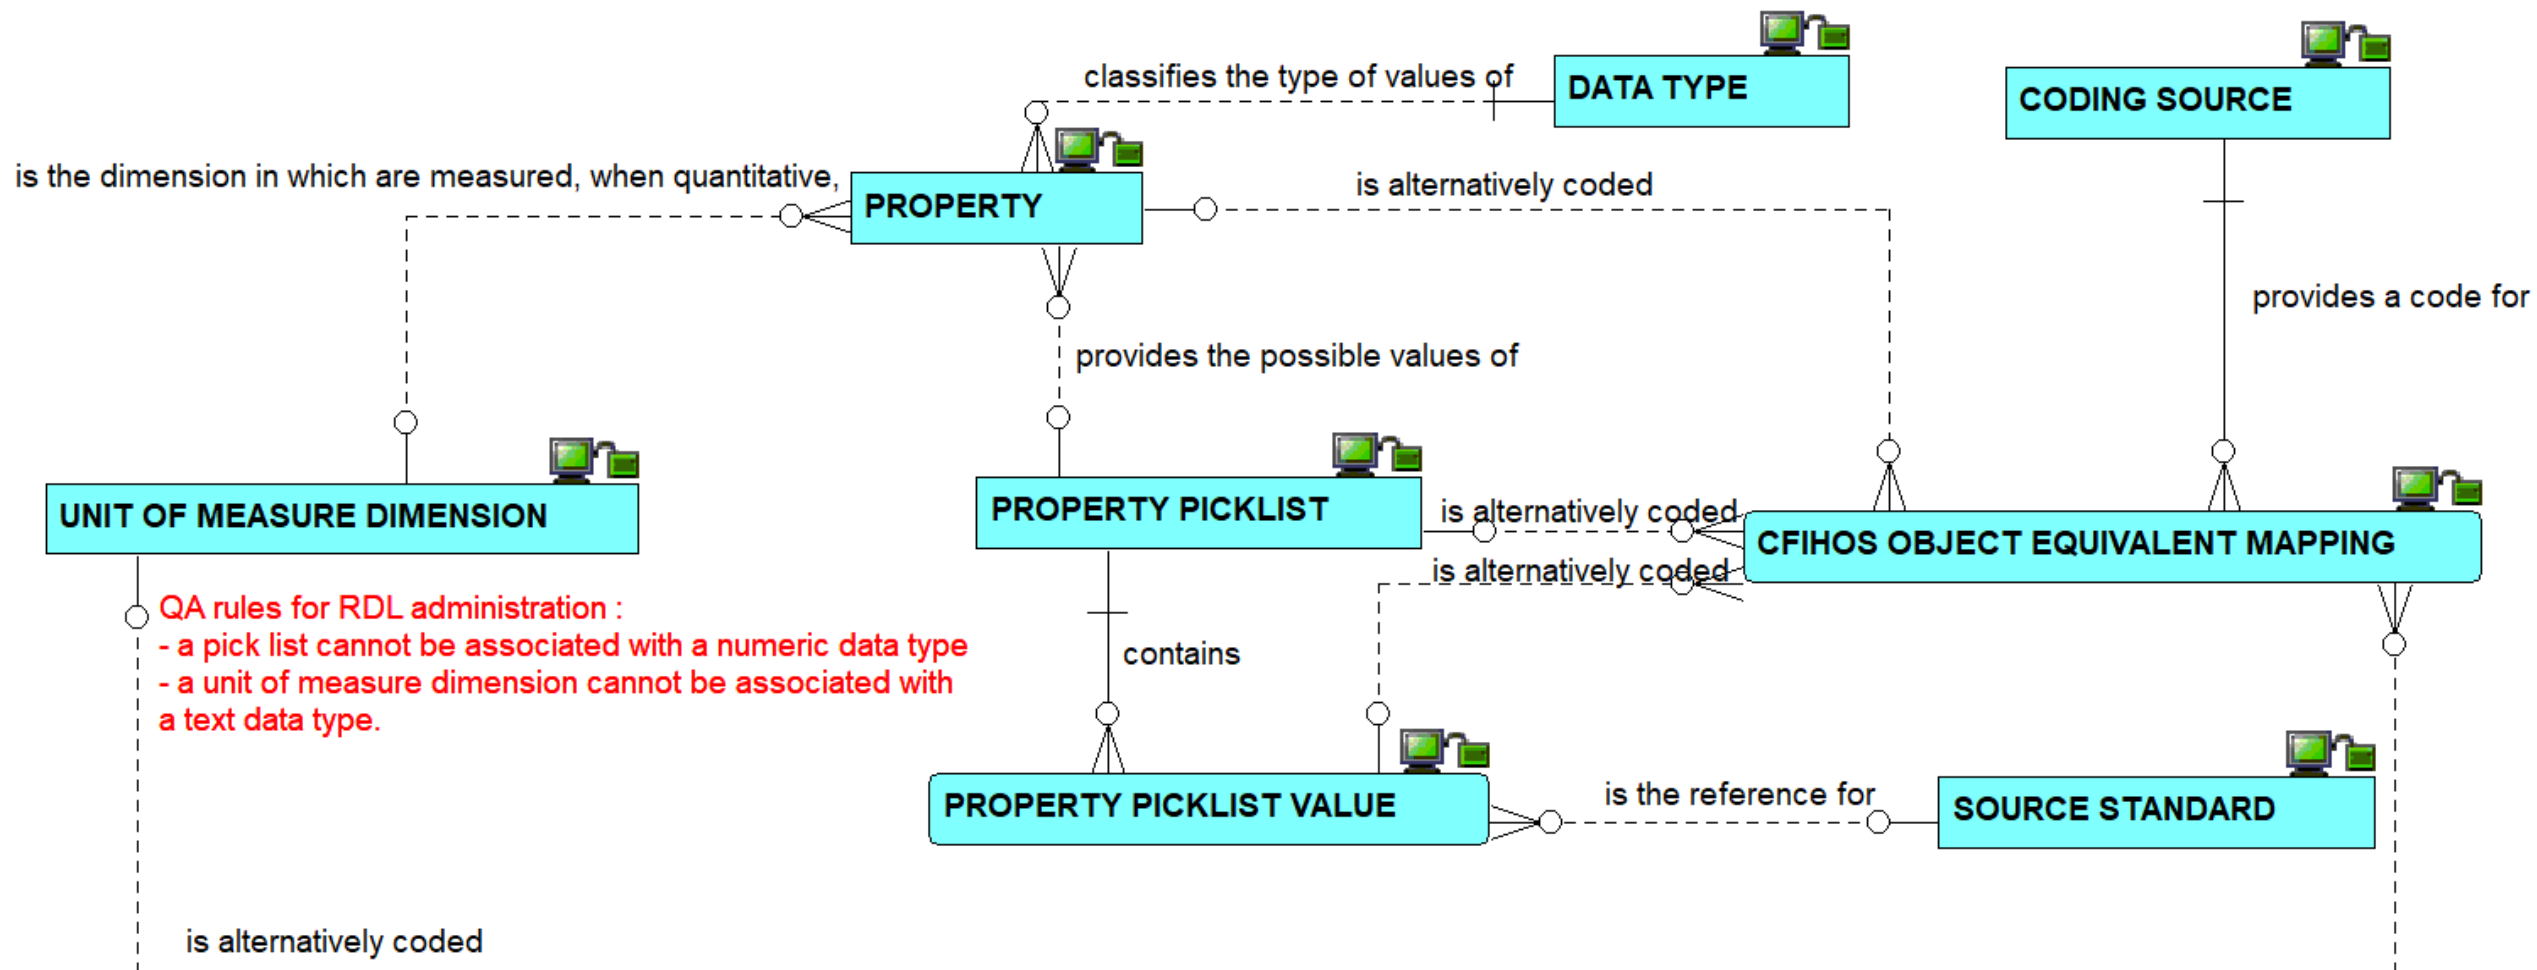 classifies the type of values of
DATA TYPE
CODING SOURCE
is the dimension in which are measured, when quantitative,
PROPERTY
is alternatively coded
provides a code for
provides the possible values of
UNIT OF MEASURE DIMENSION
PROPERTY PICKLIST
is alternatively coded
CFIHOS OBJECT EQUIVALENT MAPPING
is alternatively coded
QA rules for RDL administration :
- a pick list cannot be associated with a numeric data type
- a unit of measure dimension cannot be associated with
a text data type.
contains
PROPERTY PICKLIST VALUE
is the reference for
SOURCE STANDARD
is alternatively coded